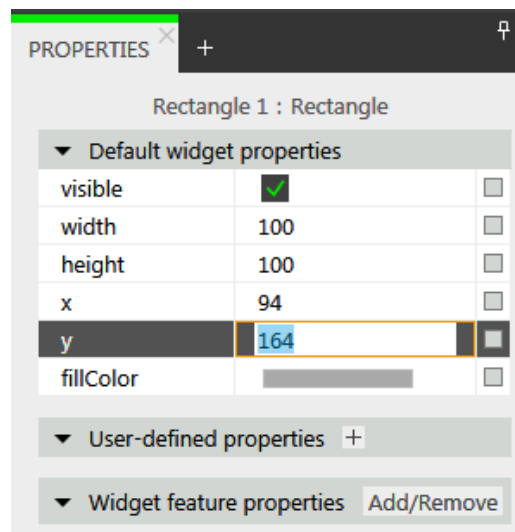 PROPERTIES +
Rectangle 1 : Rectangle
Default widget properties
visible
width 100
height 100
x 94
y 164
fillColor
User-defined properties +
Widget feature properties Add/Remove